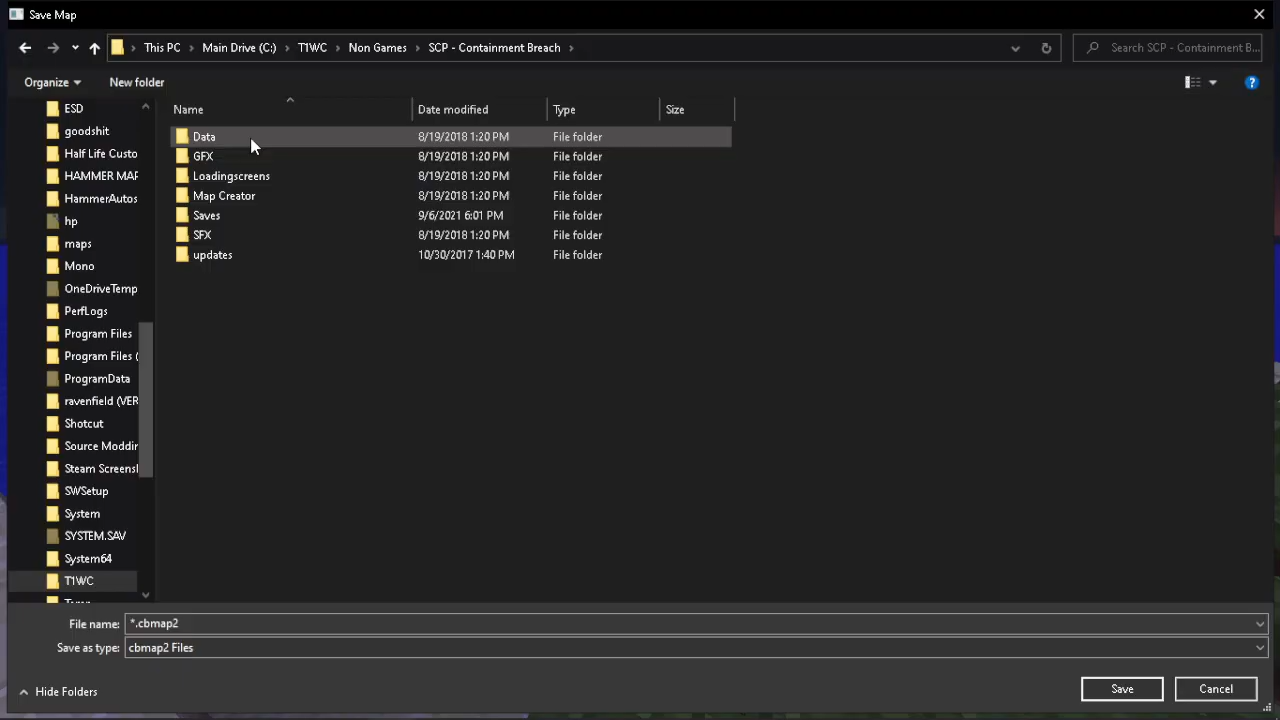 Save Map
This PC Main Drive (C:) T1WC Non Games SCP - Containment Breach
Search SCP - Containment B...
Organize New folder
Name Date modified Type Size
ESD
goodshit
Half Life Custo
HAMMER MAP
HammerAutos
hp
maps
Mono
OneDriveTemp
PerfLogs
Program Files
Program Files (
ProgramData
ravenfield (VER
Shotcut
Source Moddin
Steam Screensh
SWSetup
System
SYSTEM.SAV
System64
T1WC
Data 8/19/2018 1:20 PM File folder
GFX 8/19/2018 1:20 PM File folder
Loadingscreens 8/19/2018 1:20 PM File folder
Map Creator 8/19/2018 1:20 PM File folder
Saves 9/6/2021 6:01 PM File folder
SFX 8/19/2018 1:20 PM File folder
updates 10/30/2017 1:40 PM File folder
File name: *.cbmap2
Save as type: cbmap2 Files
Hide Folders
Save Cancel